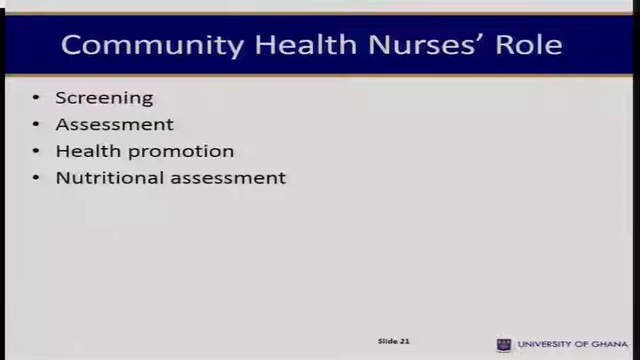 Community Health Nurses' Role
• Screening
• Assessment
• Health promotion
• Nutritional assessment
Slide 21
UNIVERSITY OF GHANA